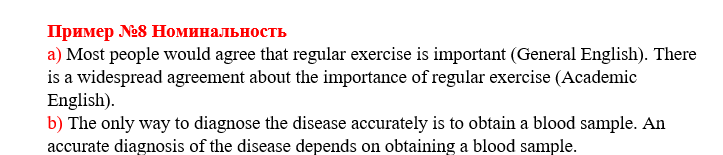 Пример №8 Номинальность
a) Most people would agree that regular exercise is important (General English). There
is a widespread agreement about the importance of regular exercise (Academic
English).
b) The only way to diagnose the disease accurately is to obtain a blood sample. An
accurate diagnosis of the disease depends on obtaining a blood sample.